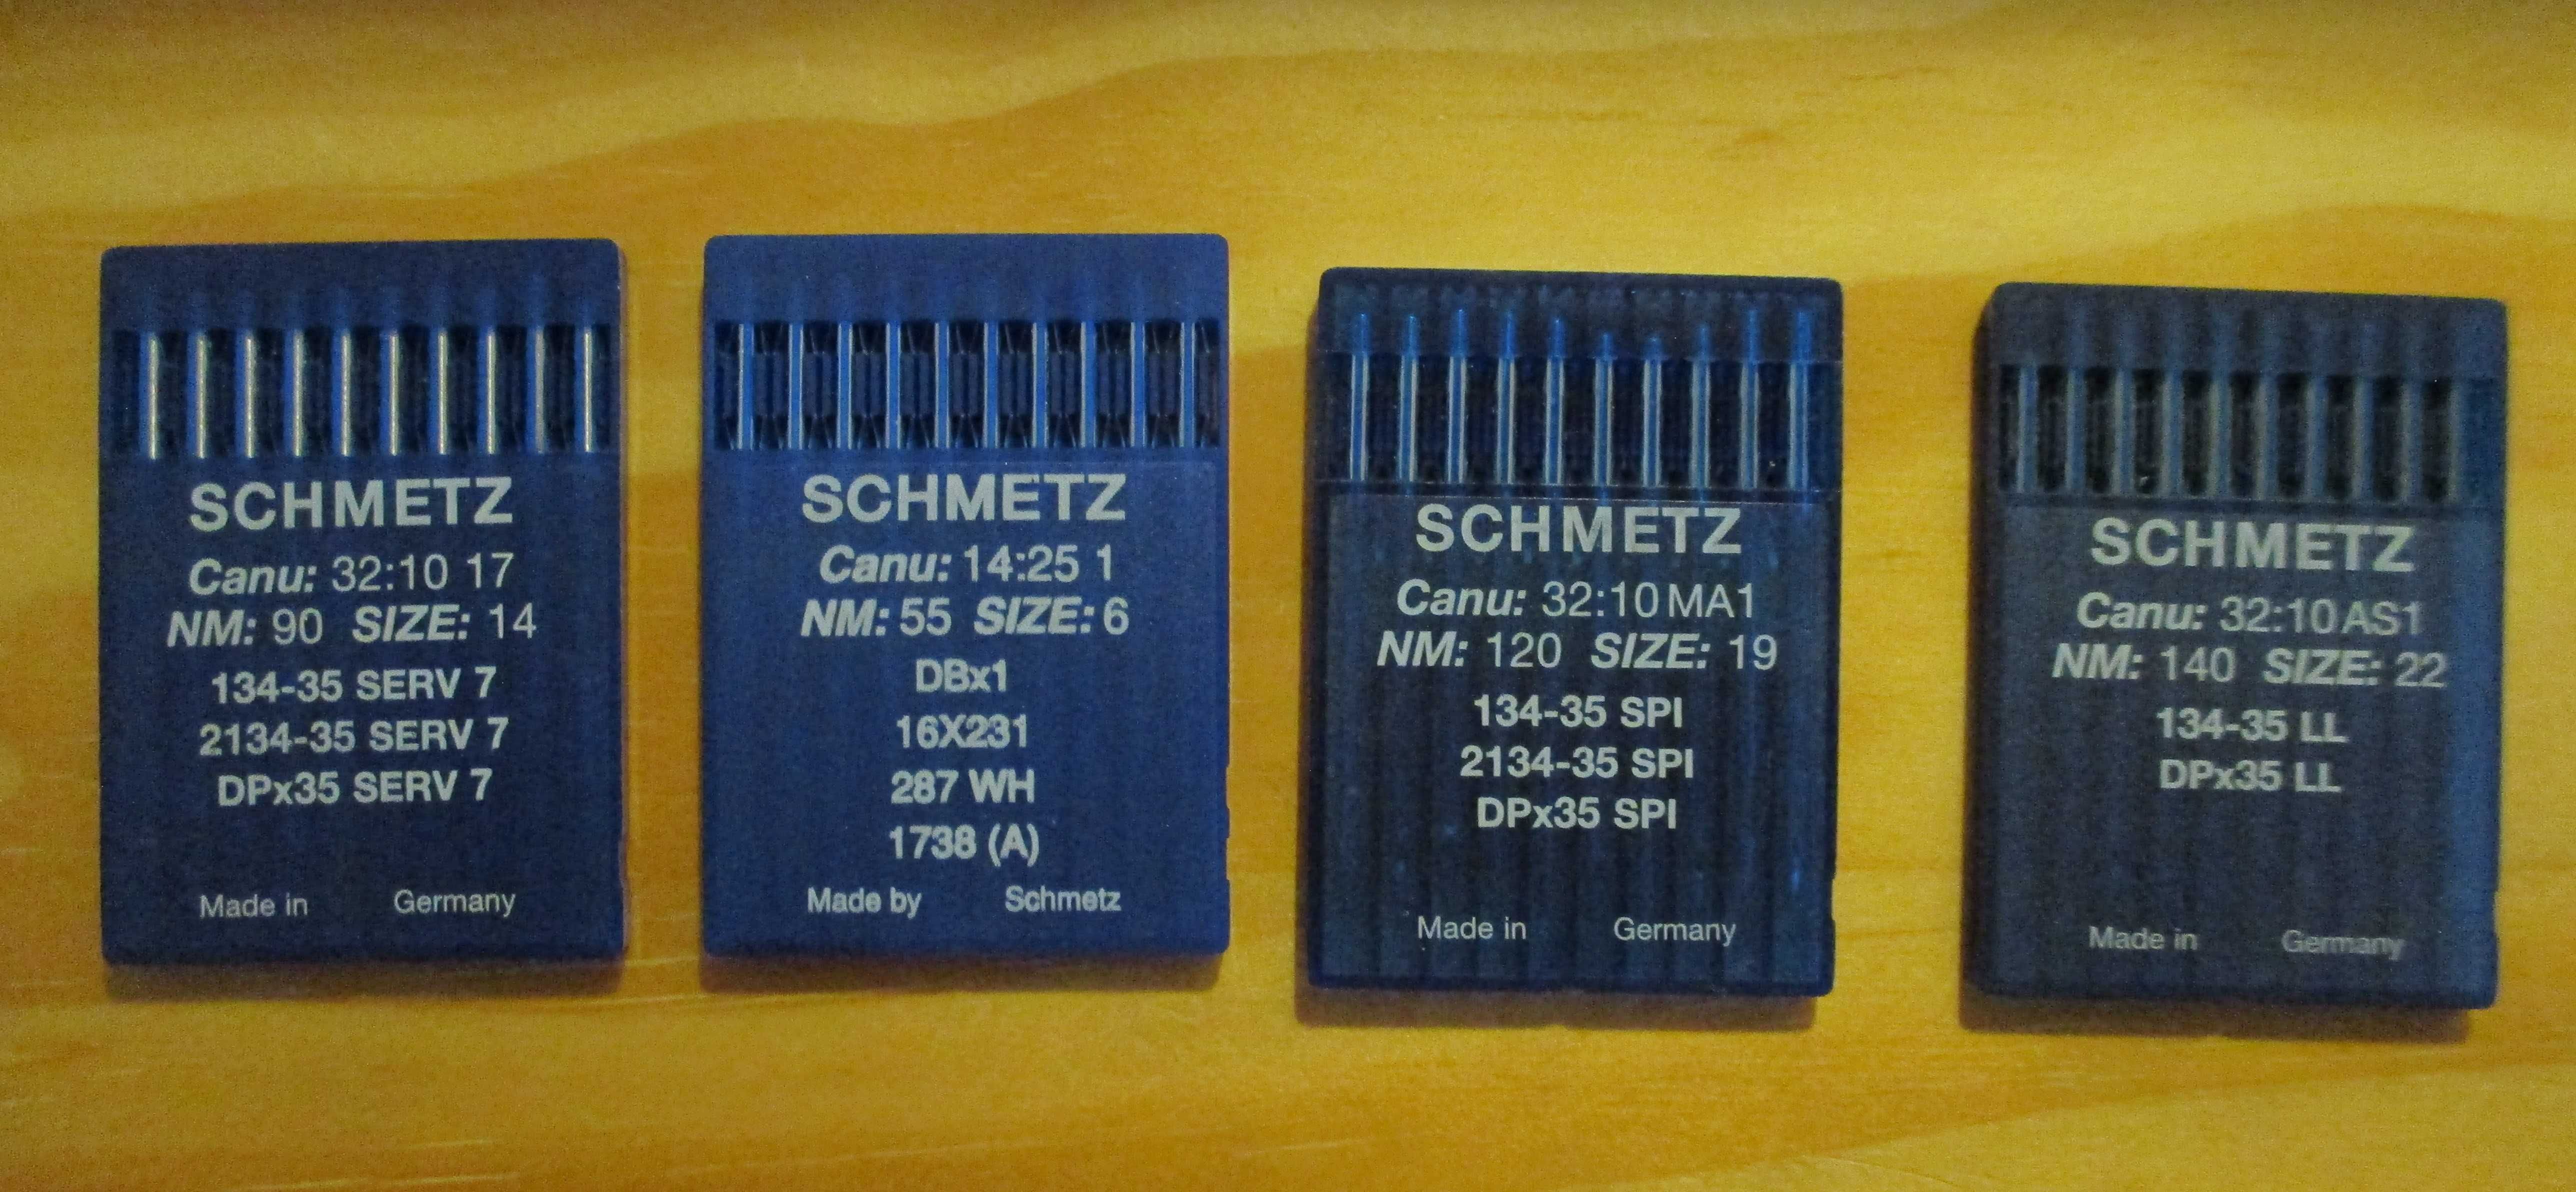 SCHMETZ
Canu: 32:10 17
NM: 90 SIZE: 14
134-35 SERV 7
2134-35 SERV 7
DPx35 SERV 7
Made in Germany
SCHMETZ
Canu: 14:25 1
NM: 55 SIZE: 6
DBx1
16X231
287 WH
1738 (A)
Made by Schmetz
SCHMETZ
Canu: 32:10 MA1
NM: 120 SIZE: 19
134-35 SPI
2134-35 SPI
DPx35 SPI
Made in Germany
SCHMETZ
Canu: 32:10 AS1
NM: 140 SIZE: 22
134-35 LL
DPx35 LL
Made in Germany